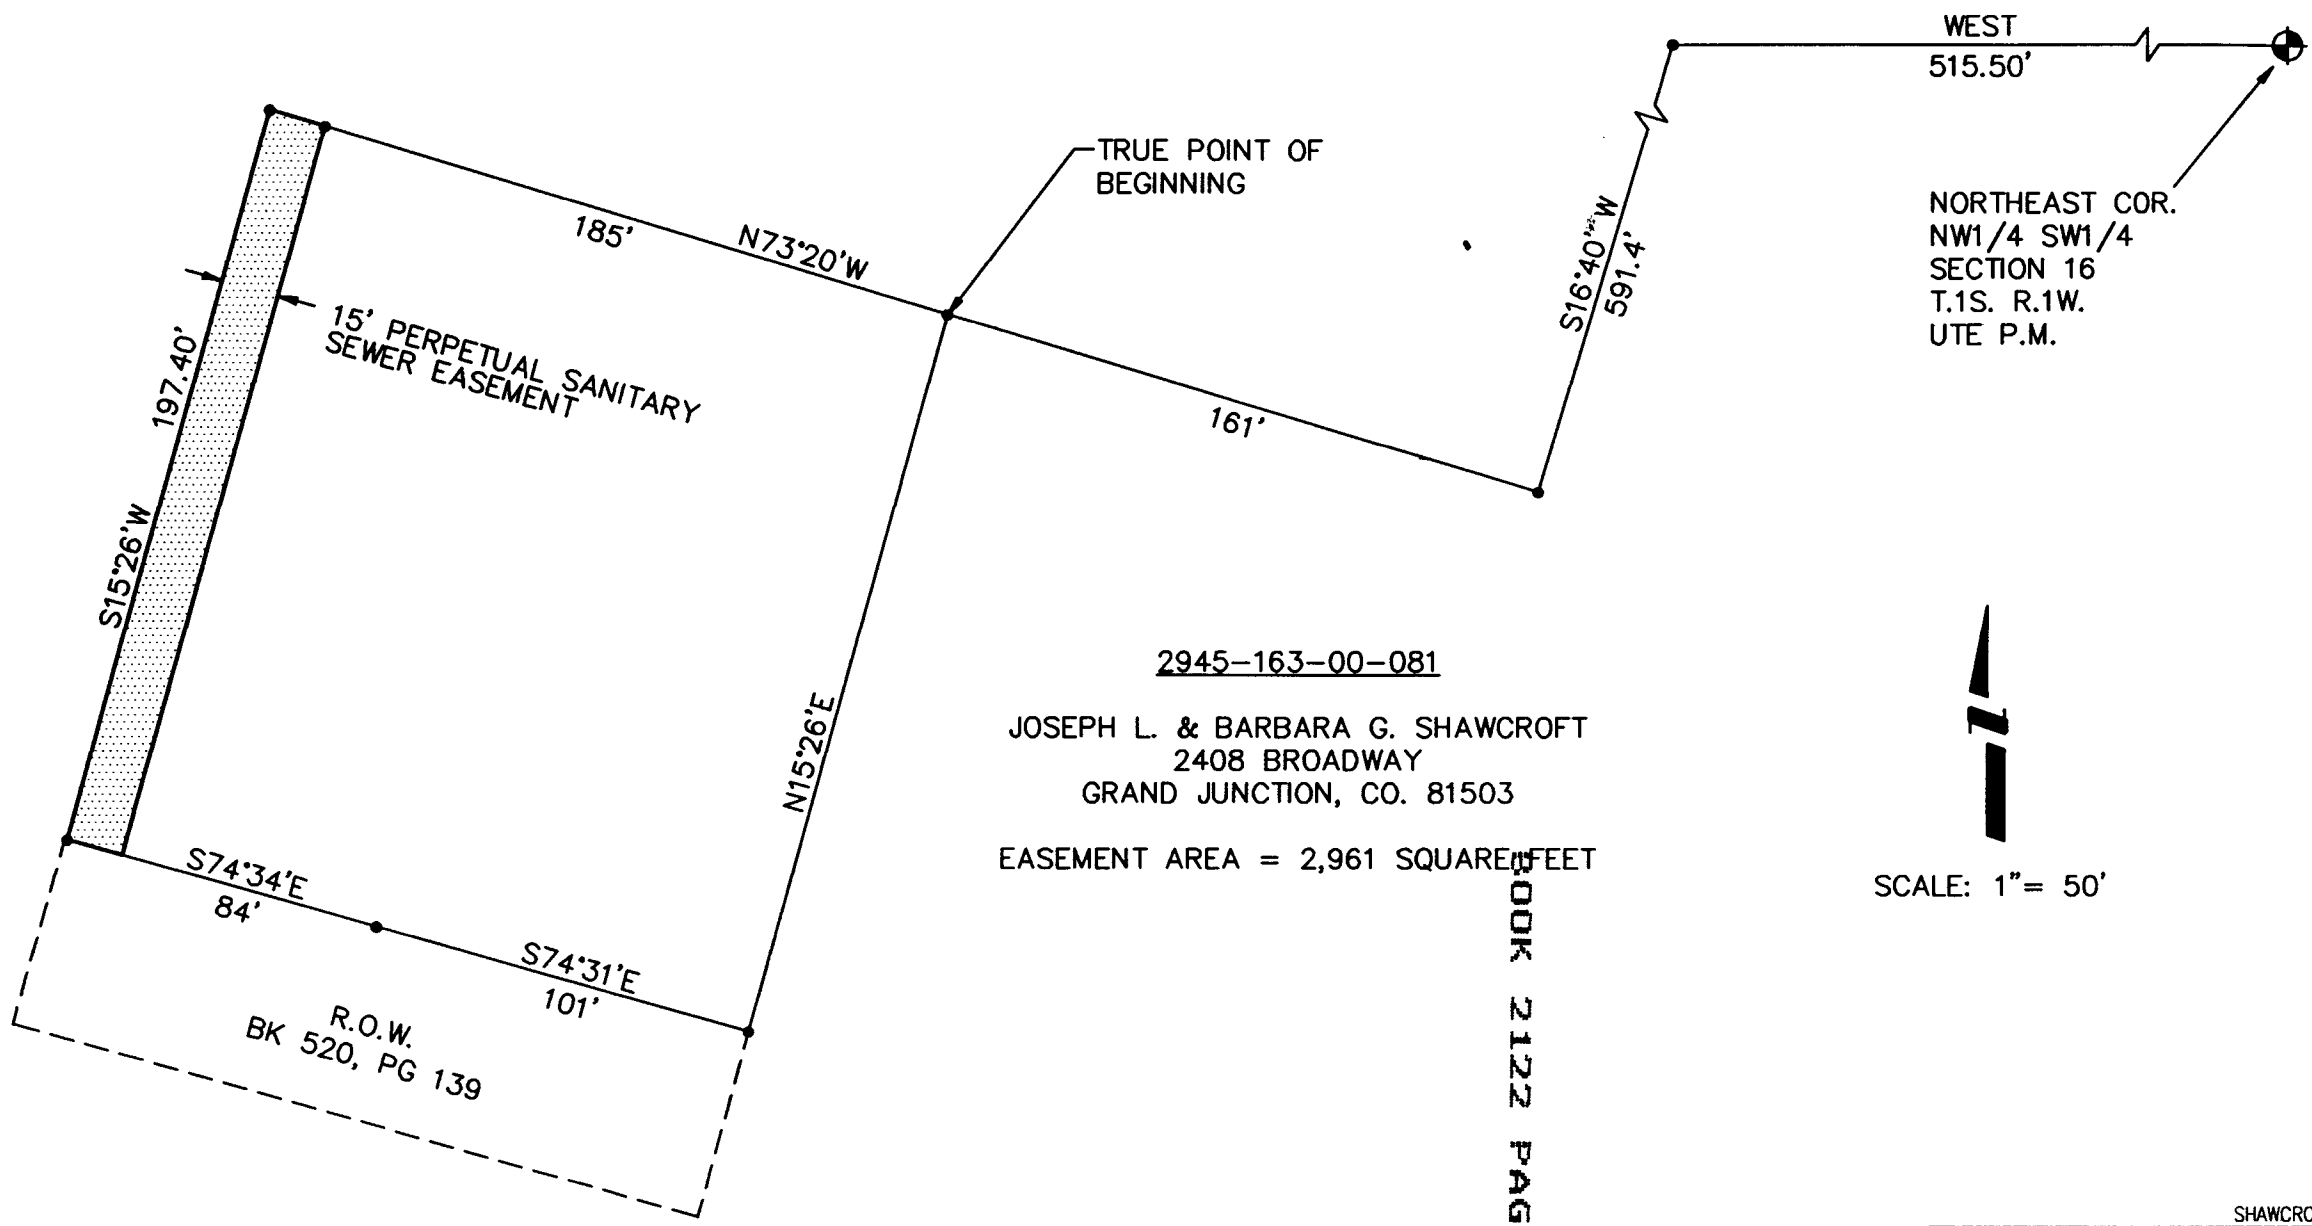 WEST
515.50'
TRUE POINT OF
BEGINNING
NORTHEAST COR.
NW1/4 SW1/4
SECTION 16
T.1S. R.1W.
UTE P.M.
185'
N73°20'W
S16°40'W
591.4'
161'
15' PERPETUAL SANITARY
SEWER EASEMENT
197.40'
S15°26'W
N15°26'E
2945-163-00-081
JOSEPH L. & BARBARA G. SHAWCROFT
2408 BROADWAY
GRAND JUNCTION, CO. 81503
EASEMENT AREA = 2,961 SQUARE FEET
SCALE: 1"= 50'
S74°34'E
84'
S74°31'E
101'
R.O.W.
BK 520, PG 139
BOOK 2122 PAG
SHAWCRO